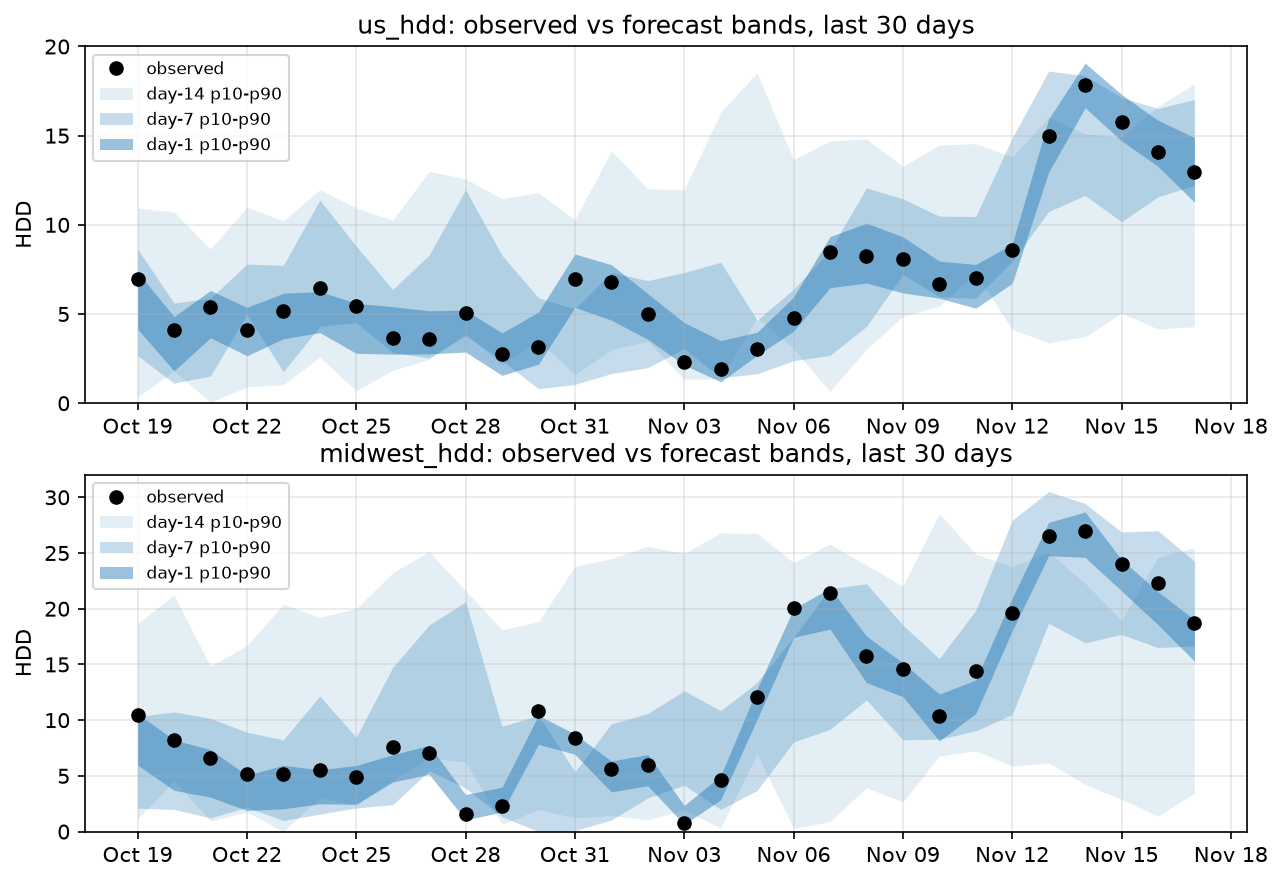 us_hdd: observed vs forecast bands, last 30 days
20
15
10
5
0
HDD
observed
day-14 p10-p90
day-7 p10-p90
day-1 p10-p90
Oct 19 Oct 22 Oct 25 Oct 28 Oct 31 Nov 03 Nov 06 Nov 09 Nov 12 Nov 15 Nov 18
midwest_hdd: observed vs forecast bands, last 30 days
30
25
20
15
10
5
0
HDD
observed
day-14 p10-p90
day-7 p10-p90
day-1 p10-p90
Oct 19 Oct 22 Oct 25 Oct 28 Oct 31 Nov 03 Nov 06 Nov 09 Nov 12 Nov 15 Nov 18